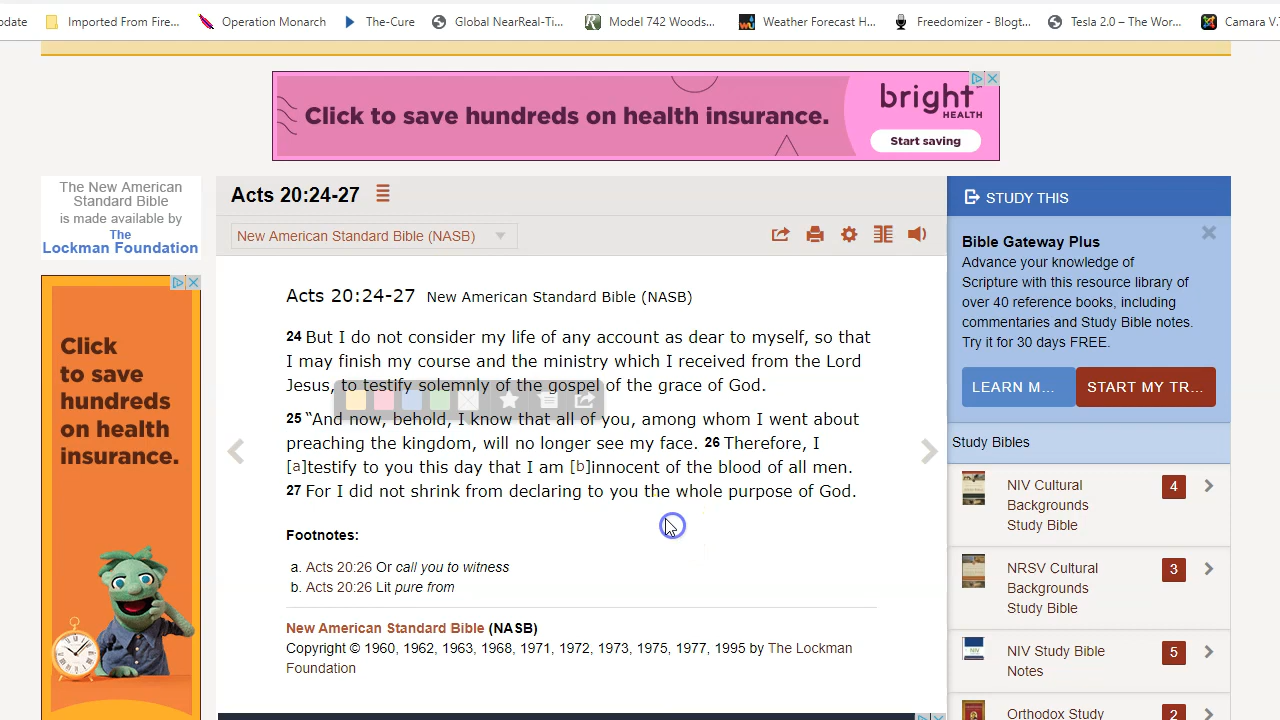 date
Imported From Fire...
Operation Monarch
The-Cure
Global NearReal-Ti...
Model 742 Woods...
Weather Forecast H...
Freedomizer - Blogt...
Tesla 2.0 – The Wor...
Camara V.
Click to save hundreds on health insurance.
bright
HEALTH
Start saving
The New American
Standard Bible
is made available by
The
Lockman Foundation
Click
to save
hundreds
on health
insurance.
Acts 20:24-27
New American Standard Bible (NASB)
Acts 20:24-27 New American Standard Bible (NASB)
24 But I do not consider my life of any account as dear to myself, so that
I may finish my course and the ministry which I received from the Lord
Jesus, to testify solemnly of the gospel of the grace of God.
25 “And now, behold, I know that all of you, among whom I went about
preaching the kingdom, will no longer see my face. 26 Therefore, I
[a]testify to you this day that I am [b]innocent of the blood of all men.
27 For I did not shrink from declaring to you the whole purpose of God.
Footnotes:
a. Acts 20:26 Or call you to witness
b. Acts 20:26 Lit pure from
New American Standard Bible (NASB)
Copyright © 1960, 1962, 1963, 1968, 1971, 1972, 1973, 1975, 1977, 1995 by The Lockman
Foundation
STUDY THIS
Bible Gateway Plus
Advance your knowledge of
Scripture with this resource library of
over 40 reference books, including
commentaries and Study Bible notes.
Try it for 30 days FREE.
LEARN M...
START MY TR...
Study Bibles
NIV Cultural
Backgrounds
Study Bible
4
NRSV Cultural
Backgrounds
Study Bible
3
NIV Study Bible
Notes
5
Orthodox Study
2